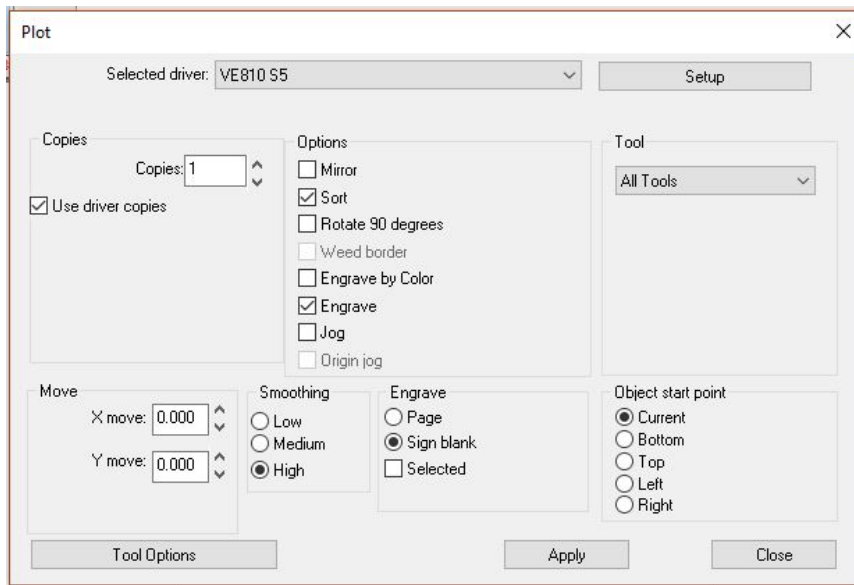 Plot
Selected driver: VE810 S5
Setup
Copies
Copies: 1
Use driver copies
Options
Mirror
Sort
Rotate 90 degrees
Weed border
Engrave by Color
Engrave
Jog
Origin jog
Tool
All Tools
Move
X move: 0.000
Y move: 0.000
Smoothing
Low
Medium
High
Engrave
Page
Sign blank
Selected
Object start point
Current
Bottom
Top
Left
Right
Tool Options
Apply
Close